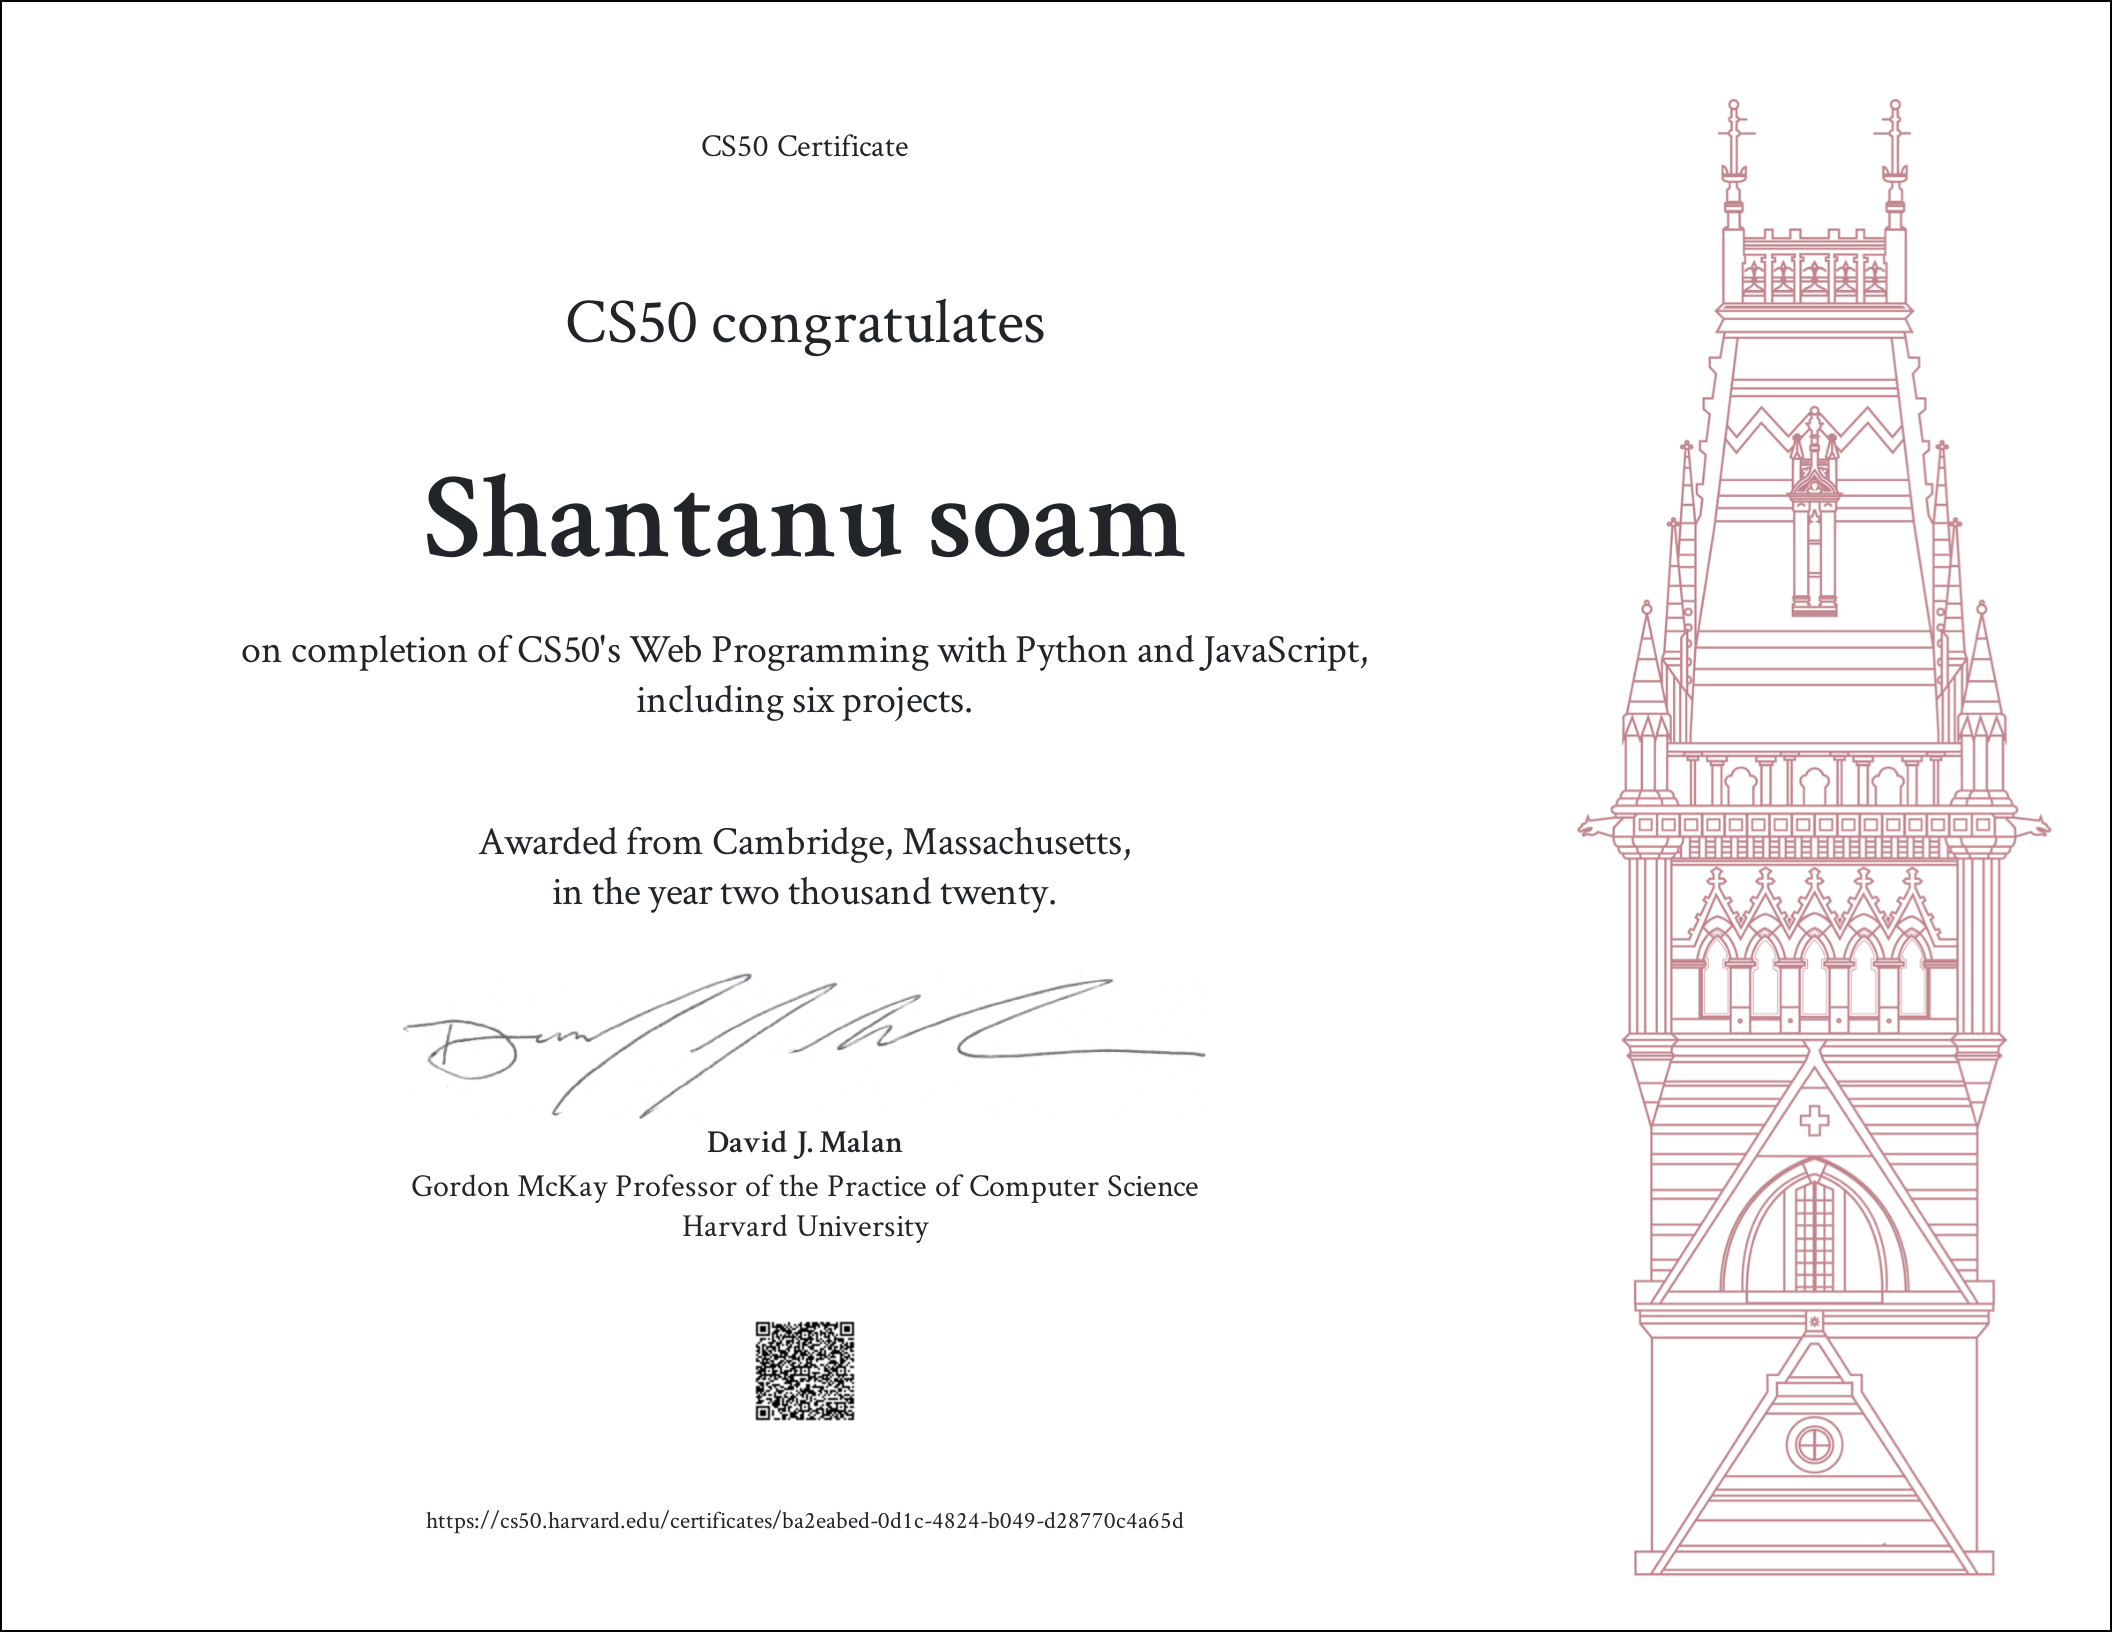 CS50 Certificate
CS50 congratulates
Shantanu soam
on completion of CS50's Web Programming with Python and JavaScript,
including six projects.
Awarded from Cambridge, Massachusetts,
in the year two thousand twenty.
David J. Malan
Gordon McKay Professor of the Practice of Computer Science
Harvard University
https://cs50.harvard.edu/certificates/ba2eabed-0d1c-4824-b049-d28770c4a65d